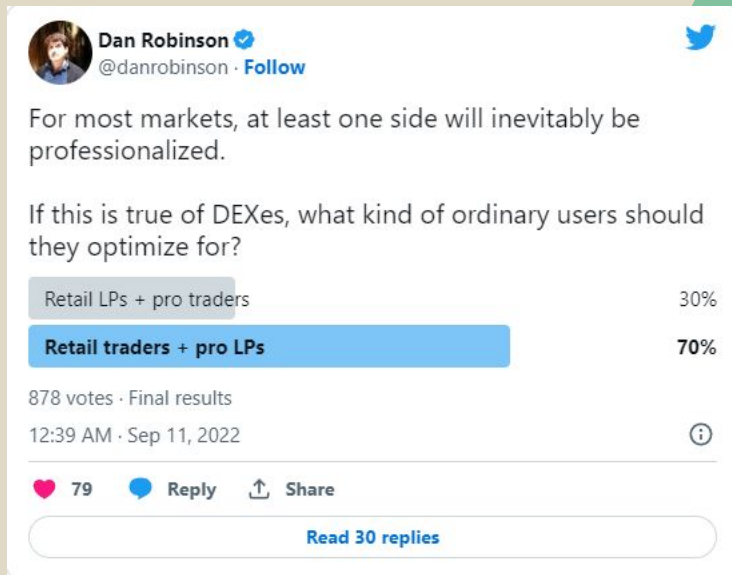 Dan Robinson
@danrobinson · Follow
For most markets, at least one side will inevitably be
professionalized.
If this is true of DEXes, what kind of ordinary users should
they optimize for?
Retail LPs + pro traders 30%
Retail traders + pro LPs 70%
878 votes · Final results
12:39 AM · Sep 11, 2022
79 Reply Share
Read 30 replies